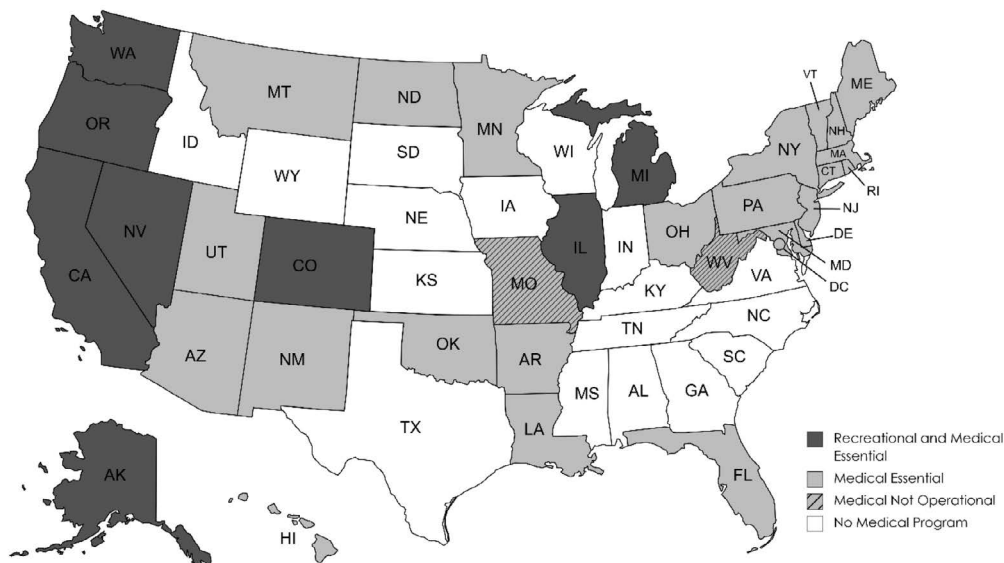 WA
MT
ND
MN
VT
ME
OR
ID
SD
WI
NH
NY
MA
WY
MI
CT
RI
IA
PA
NJ
NE
NV
OH
DE
UT
IL
IN
CA
CO
WV
MD
KS
MO
VA
DC
KY
NC
TN
OK
AZ
NM
AR
SC
MS
AL
GA
TX
LA
Recreational and Medical
Essential
AK
FL
Medical Essential
Medical Not Operational
No Medical Program
HI